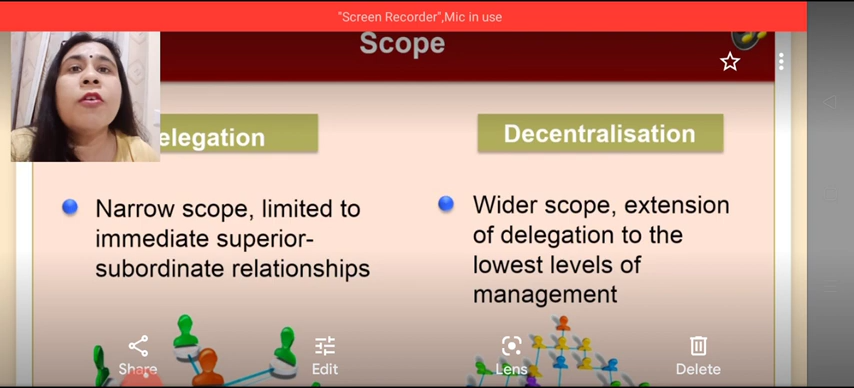 "Screen Recorder",Mic in use
Scope
elegation
Decentralisation
Narrow scope, limited to
immediate superior-
subordinate relationships
Wider scope, extension
of delegation to the
lowest levels of
management
Share
Edit
Lens
Delete